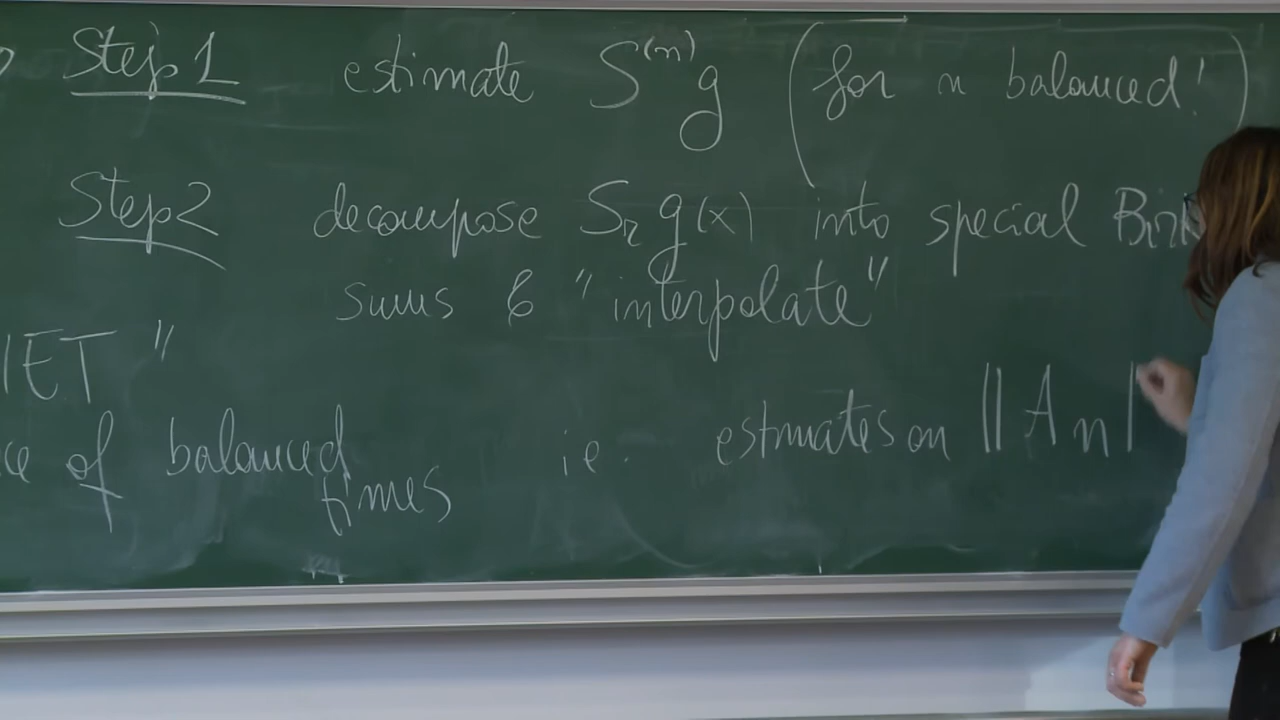 Step 1 estimate S^(n) g (for n balanced!)
Step 2 decompose S_r g(x) into special
sums & "interpolate"
IET"
of balanced times i.e. estimates on ||A_n|